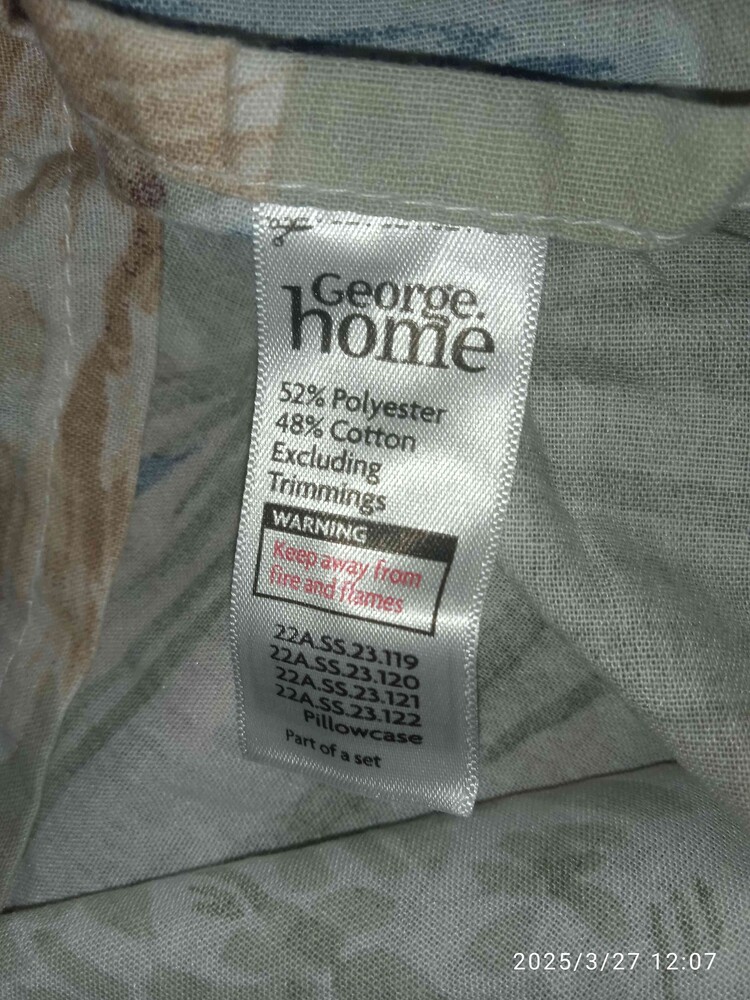 George.
home
52% Polyester
48% Cotton
Excluding
Trimmings
WARNING
Keep away from
fire and flames
22A.SS.23.119
22A.SS.23.120
22A.SS.23.121
22A.SS.23.122
Pillowcase
Part of a set
2025/3/27 12:07